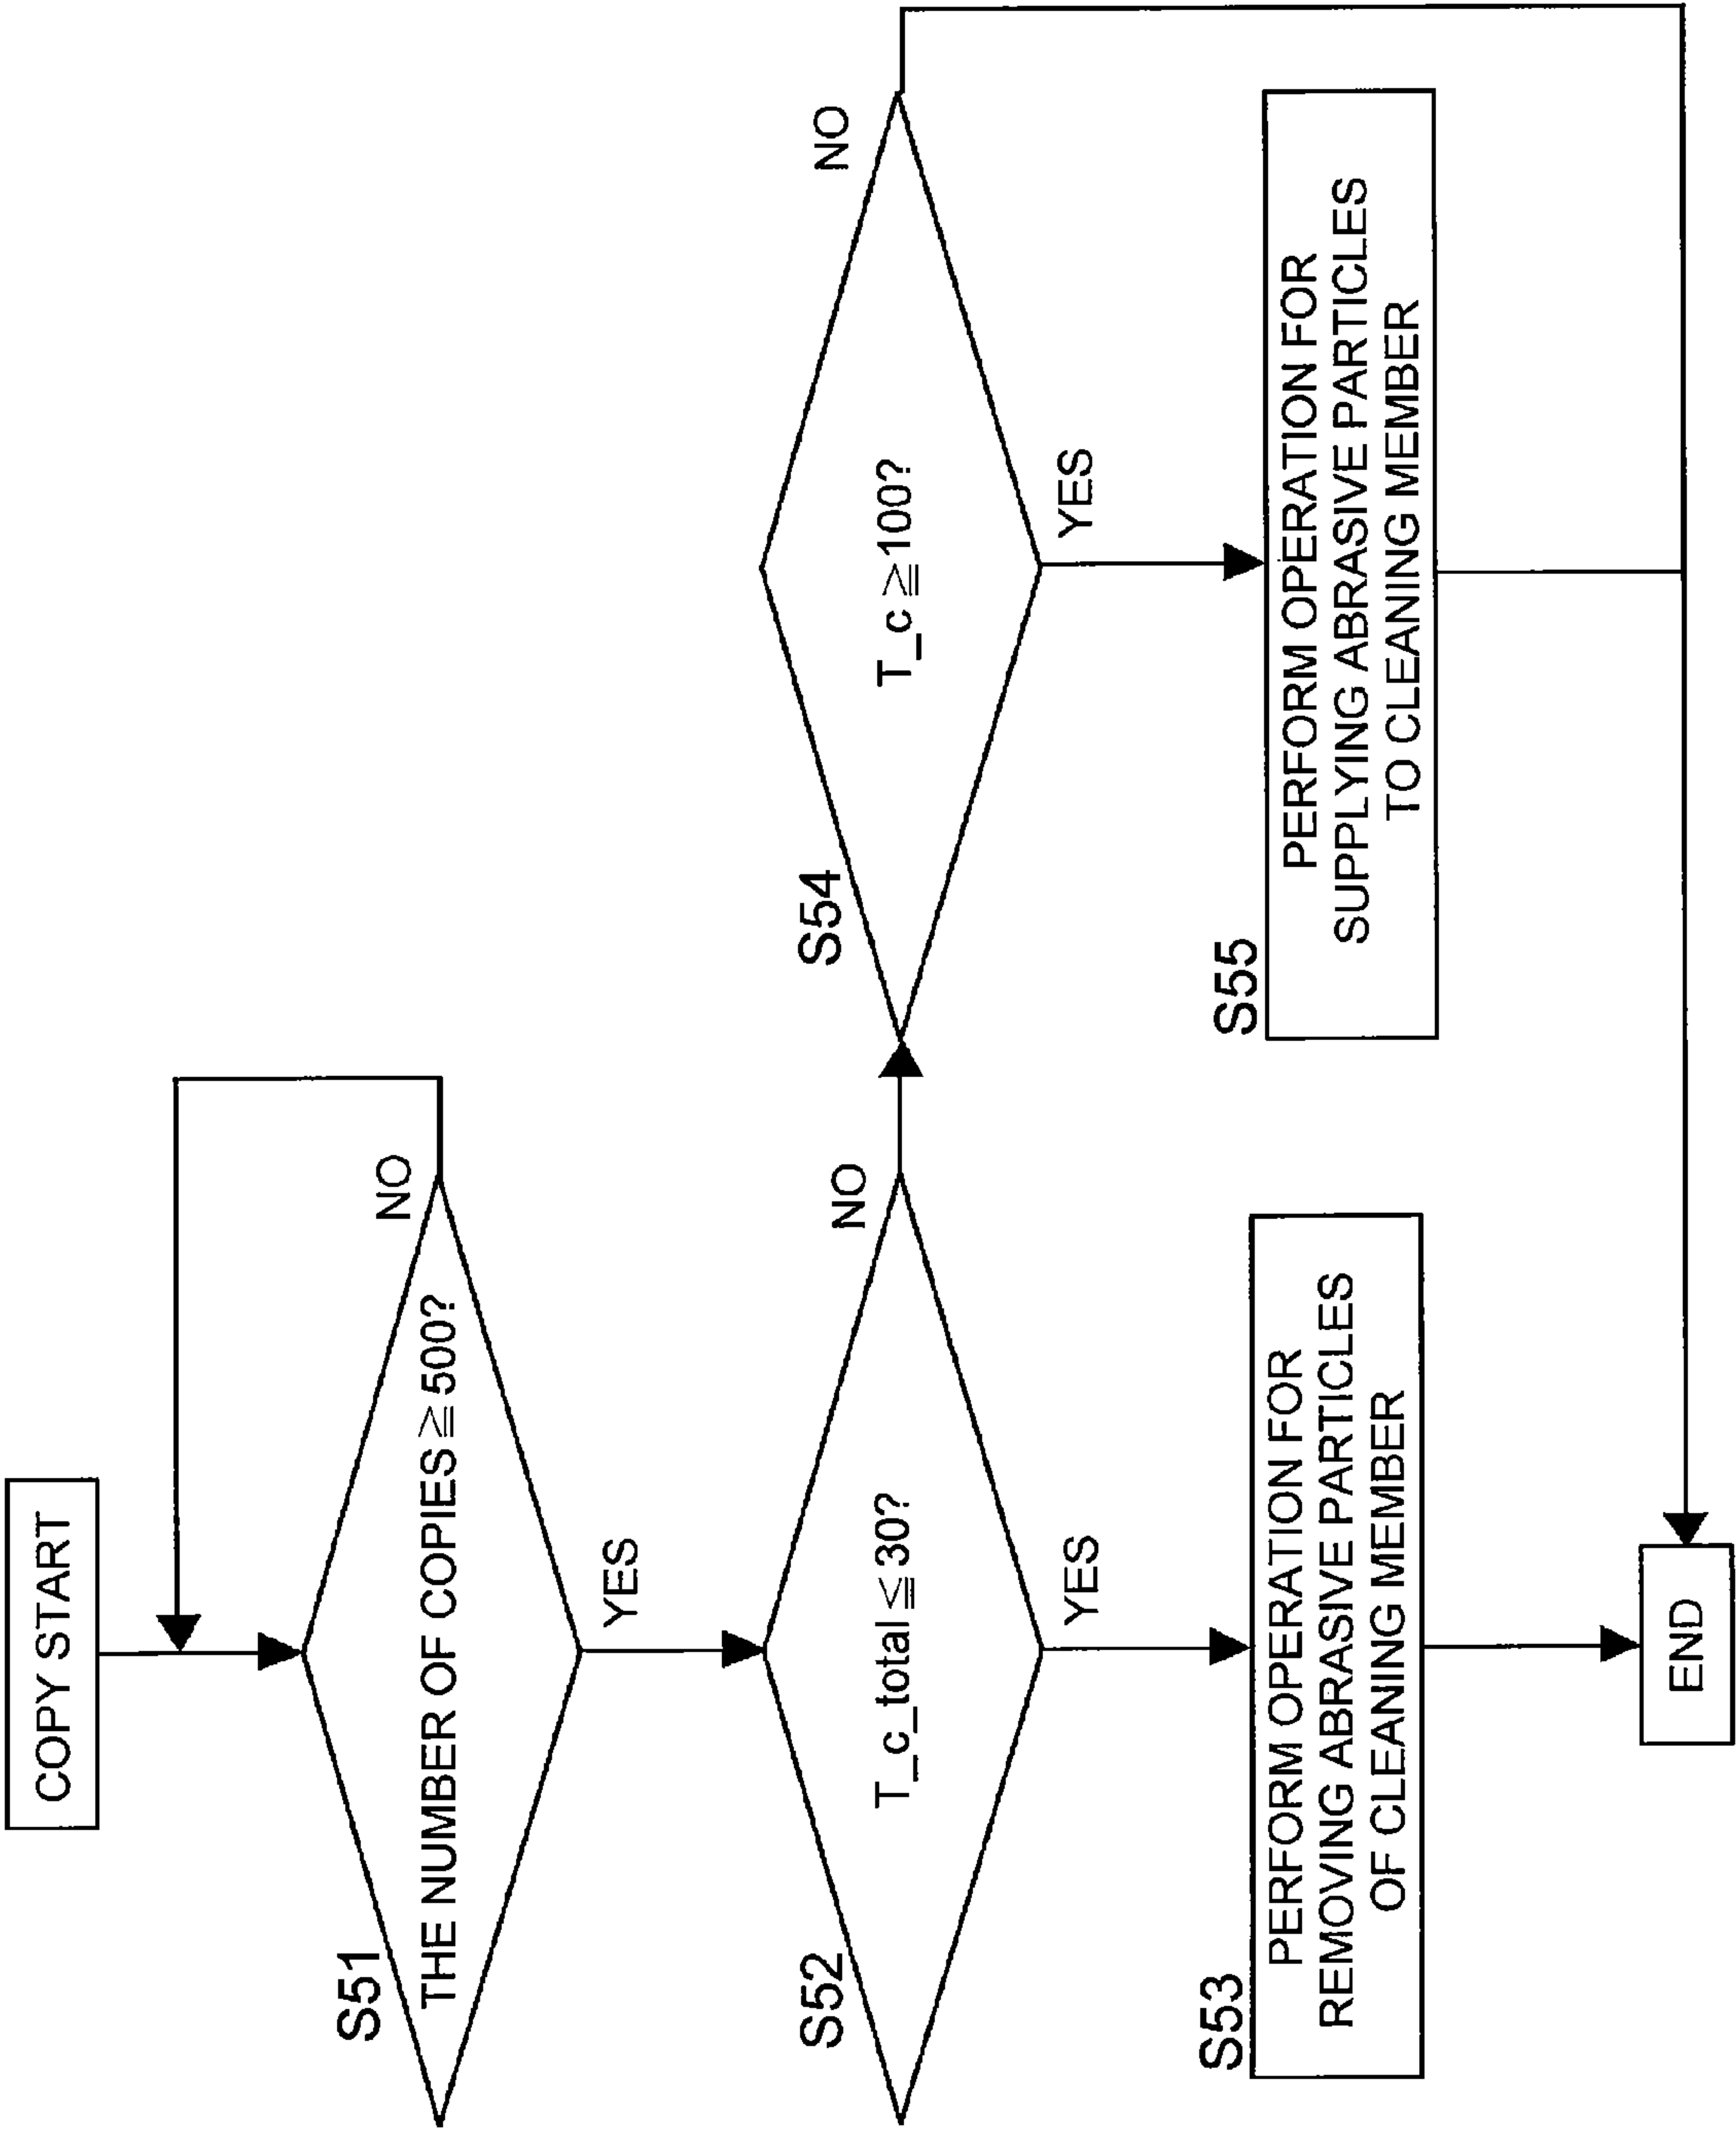 COPY START
S51
THE NUMBER OF COPIES≧500?
NO
YES
S52
T_c_total≦30?
NO
YES
S53
PERFORM OPERATION FOR
REMOVING ABRASIVE PARTICLES
OF CLEANING MEMBER
S54
T_c≧100?
NO
YES
S55
PERFORM OPERATION FOR
SUPPLYING ABRASIVE PARTICLES
TO CLEANING MEMBER
END